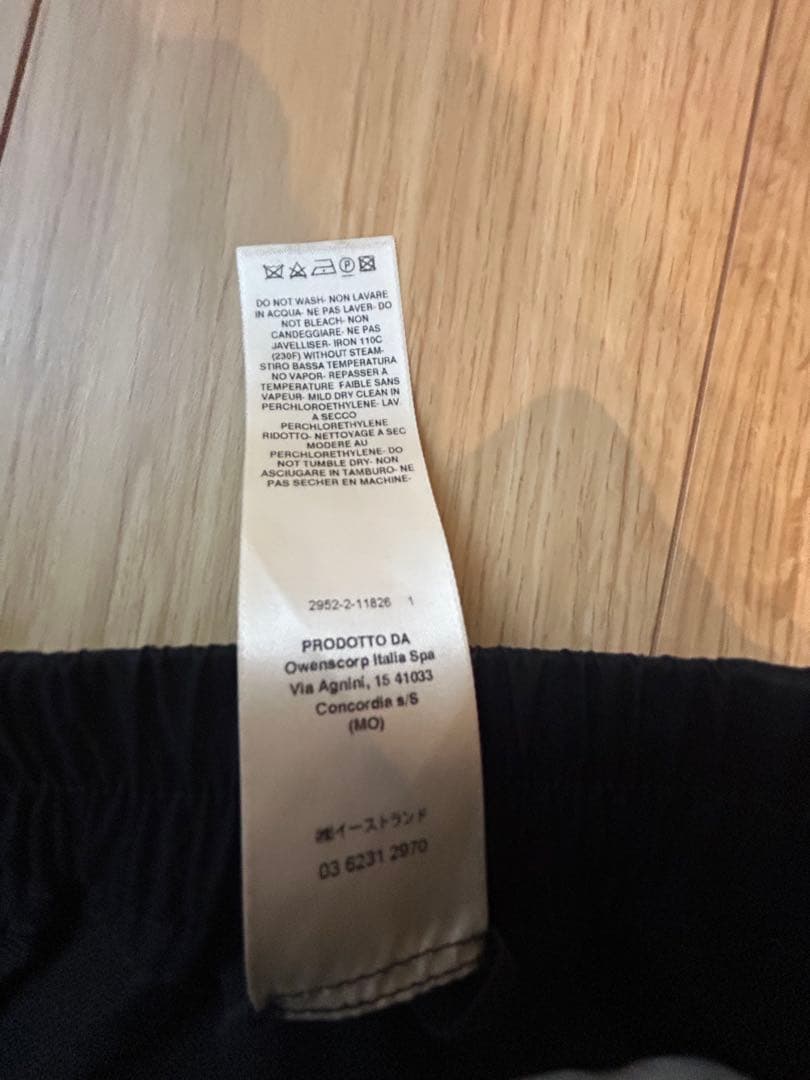 DO NOT WASH- NON LAVARE
IN ACQUA- NE PAS LAVER- DO
NOT BLEACH- NON
CANDEGGIARE- NE PAS
JAVELLISER- IRON 110C
(230F) WITHOUT STEAM-
STIRO BASSA TEMPERATURA
NO VAPOR- REPASSER A
TEMPERATURE FAIBLE SANS
VAPEUR- MILD DRY CLEAN IN
PERCHLOROETHYLENE- LAV.
A SECCO
PERCHLORETHYLENE
RIDOTTO- NETTOYAGE A SEC
MODERE AU
PERCHLORETHYLENE- DO
NOT TUMBLE DRY- NON
ASCIUGARE IN TAMBURO- NE
PAS SECHER EN MACHINE-
2952-2-11826 1
PRODOTTO DA
Owenscorp Italia Spa
Via Agnini, 15 41033
Concordia s/S
(MO)
㈱イーストランド
03 6231 2970